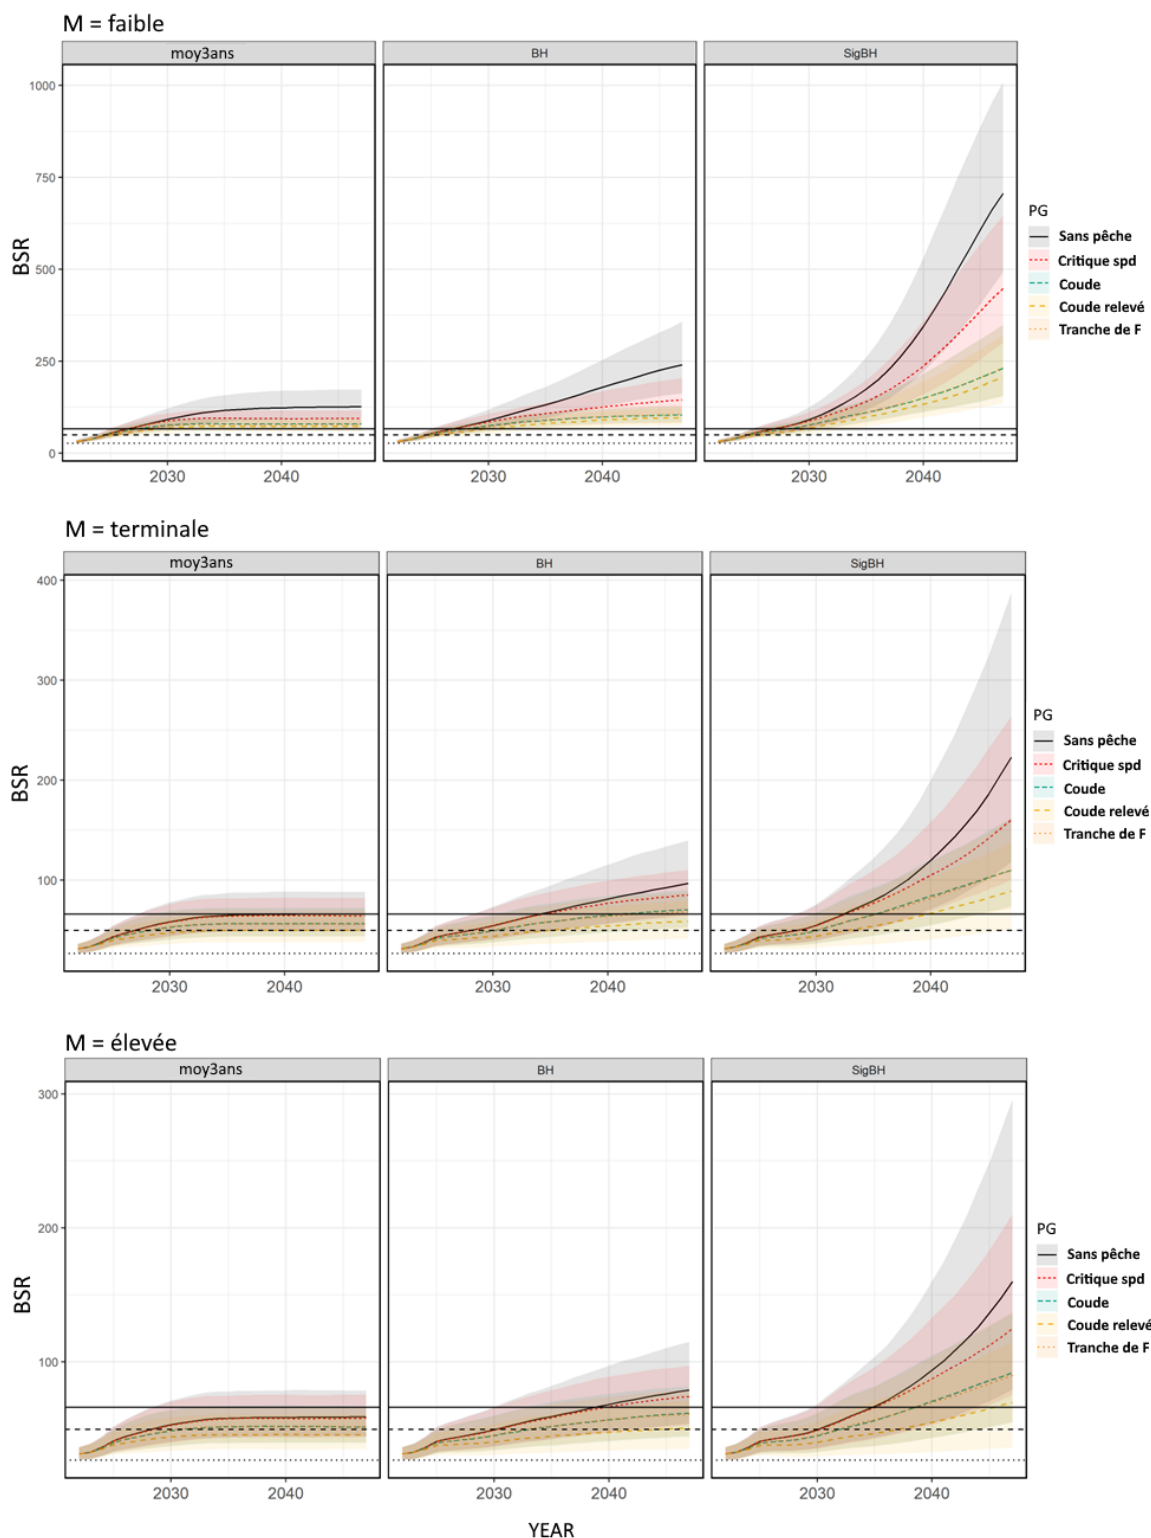 M = faible
moy3ans BH SigBH
1000
750
500
250
0
BSR
2030 2040 2030 2040 2030 2040
PG
Sans pêche
Critique spd
Coude
Coude relevé
Tranche de F
M = terminale
moy3ans BH SigBH
400
300
200
100
BSR
2030 2040 2030 2040 2030 2040
PG
Sans pêche
Critique spd
Coude
Coude relevé
Tranche de F
M = élevée
moy3ans BH SigBH
300
200
100
BSR
2030 2040 2030 2040 2030 2040
PG
Sans pêche
Critique spd
Coude
Coude relevé
Tranche de F
YEAR